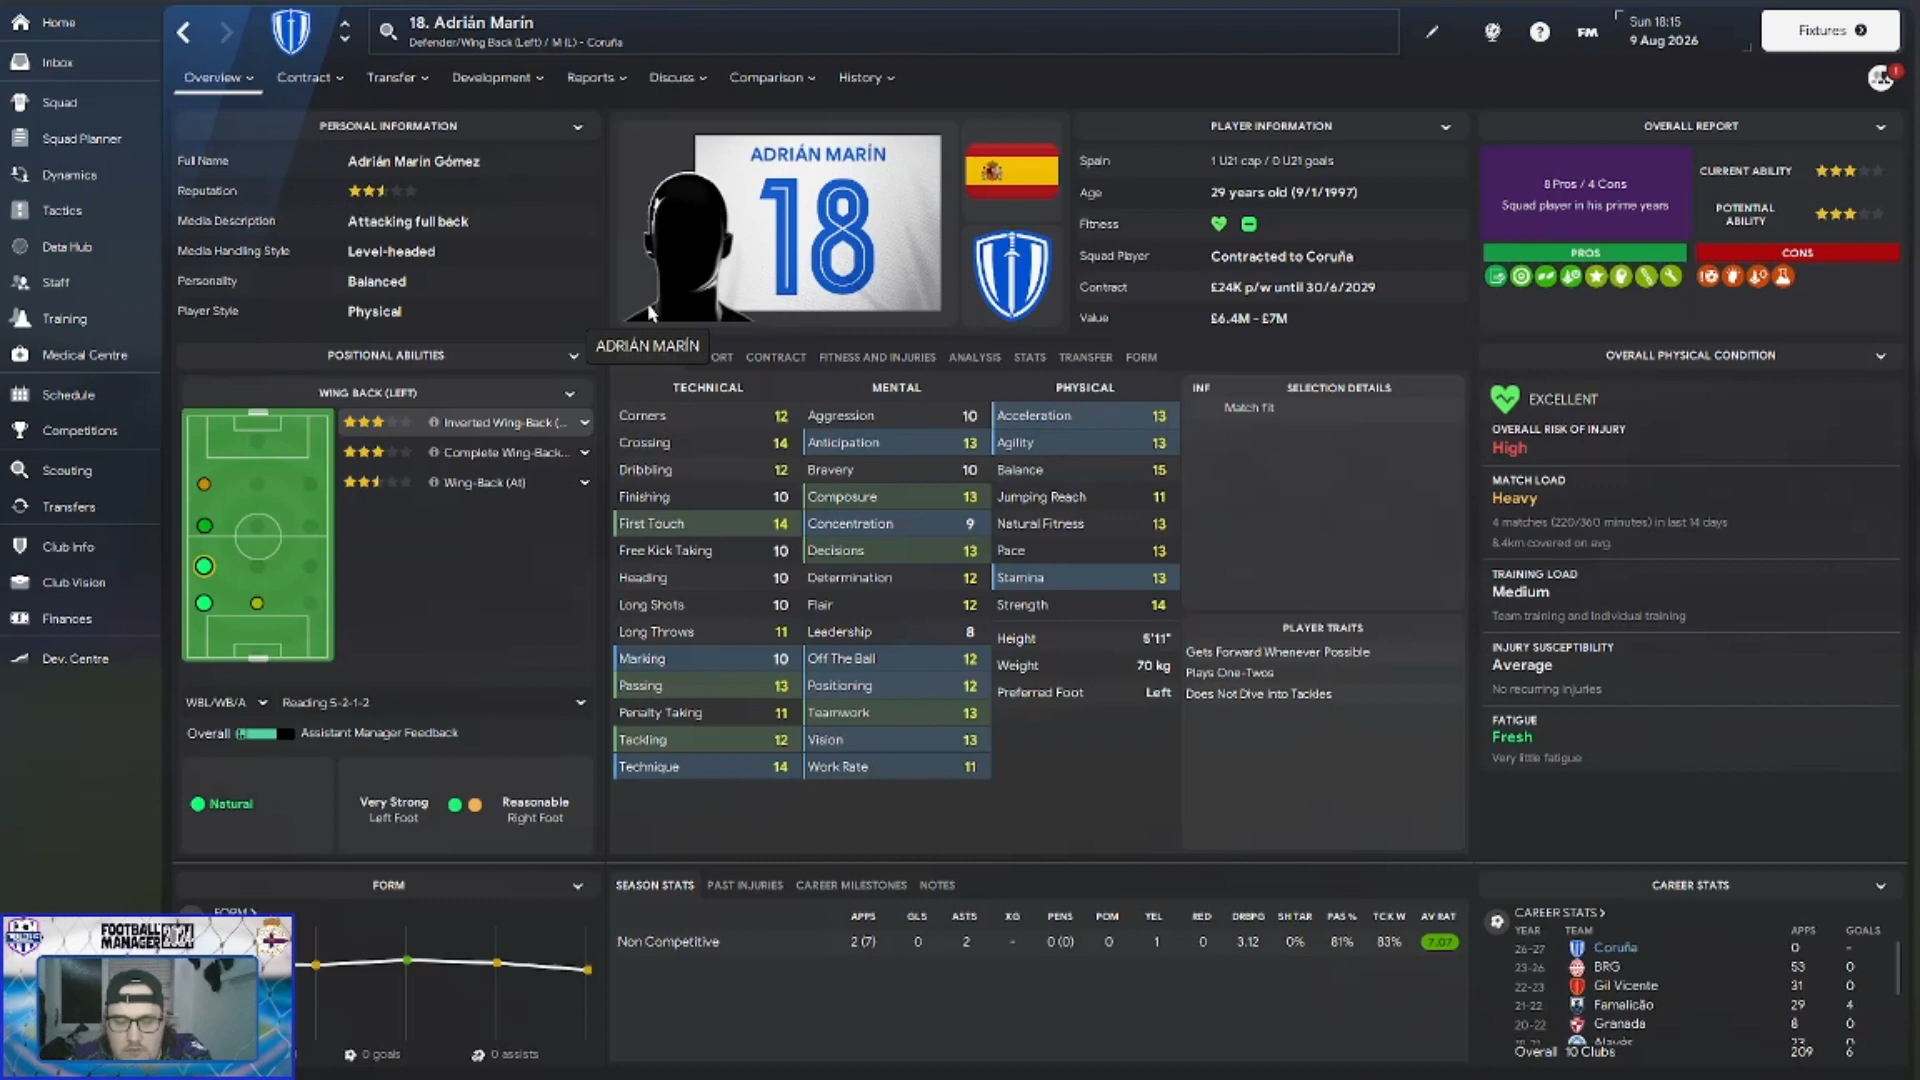 Home
Inbox
Squad
Squad Planner
Dynamics
Tactics
Data Hub
Staff
Training
Medical Centre
Schedule
Competitions
Scouting
Transfers
Club Info
Club Vision
Finances
Dev. Centre
18. Adrián Marín
Defender/Wing Back (Left) / M (L) - Coruña
FM
Sun 18:15
9 Aug 2026
Fixtures
Overview
Contract
Transfer
Development
Reports
Discuss
Comparison
History
1
PERSONAL INFORMATION
Full Name Adrián Marín Gómez
Reputation
Media Description Attacking full back
Media Handling Style Level-headed
Personality Balanced
Player Style Physical
ADRIÁN MARÍN
18
PLAYER INFORMATION
Spain 1 U21 cap / 0 U21 goals
Age 29 years old (9/1/1997)
Fitness
Squad Player Contracted to Coruña
Contract £24K p/w until 30/6/2029
Value £6.4M - £7M
OVERALL REPORT
8 Pros / 4 Cons
Squad player in his prime years
CURRENT ABILITY
POTENTIAL
ABILITY
PROS
CONS
POSITIONAL ABILITIES
WING BACK (LEFT)
Inverted Wing-Back (...
Complete Wing-Back...
Wing-Back (At)
WBL/WB/A Reading 5-2-1-2
Overall Assistant Manager Feedback
Natural
Very Strong
Left Foot
Reasonable
Right Foot
ADRIÁN MARÍN
ORT CONTRACT FITNESS AND INJURIES ANALYSIS STATS TRANSFER FORM
TECHNICAL
Corners 12
Crossing 14
Dribbling 12
Finishing 10
First Touch 14
Free Kick Taking 10
Heading 10
Long Shots 10
Long Throws 11
Marking 10
Passing 13
Penalty Taking 11
Tackling 12
Technique 14
MENTAL
Aggression 10
Anticipation 13
Bravery 10
Composure 13
Concentration 9
Decisions 13
Determination 12
Flair 12
Leadership 8
Off The Ball 12
Positioning 12
Teamwork 13
Vision 13
Work Rate 11
PHYSICAL
Acceleration 13
Agility 13
Balance 15
Jumping Reach 11
Natural Fitness 13
Pace 13
Stamina 13
Strength 14
Height 5'11"
Weight 70 kg
Preferred Foot Left
INF SELECTION DETAILS
Match fit
PLAYER TRAITS
Gets Forward Whenever Possible
Plays One-Twos
Does Not Dive Into Tackles
OVERALL PHYSICAL CONDITION
EXCELLENT
OVERALL RISK OF INJURY
High
MATCH LOAD
Heavy
4 matches (220/360 minutes) in last 14 days
8.4km covered on avg.
TRAINING LOAD
Medium
Team training and individual training
INJURY SUSCEPTIBILITY
Average
No recurring injuries
FATIGUE
Fresh
Very little fatigue
FORM
FORM
0 goals
0 assists
FOOTBALL
MANAGER
SEASON STATS PAST INJURIES CAREER MILESTONES NOTES
APPS GLS ASTS XG PENS POM YEL RED DRBPG SH TAR PAS % TCK W AV RAT
Non Competitive 2 (7) 0 2 - 0 (0) 0 1 0 3.12 0% 81% 83% 7.07
CAREER STATS
CAREER STATS
YEAR TEAM APPS GOALS
26-27 Coruña 0 -
23-26 BRG 53 0
22-23 Gil Vicente 31 0
21-22 Famalicão 29 4
20-22 Granada 8 0
Overall 10 Clubs 209 6